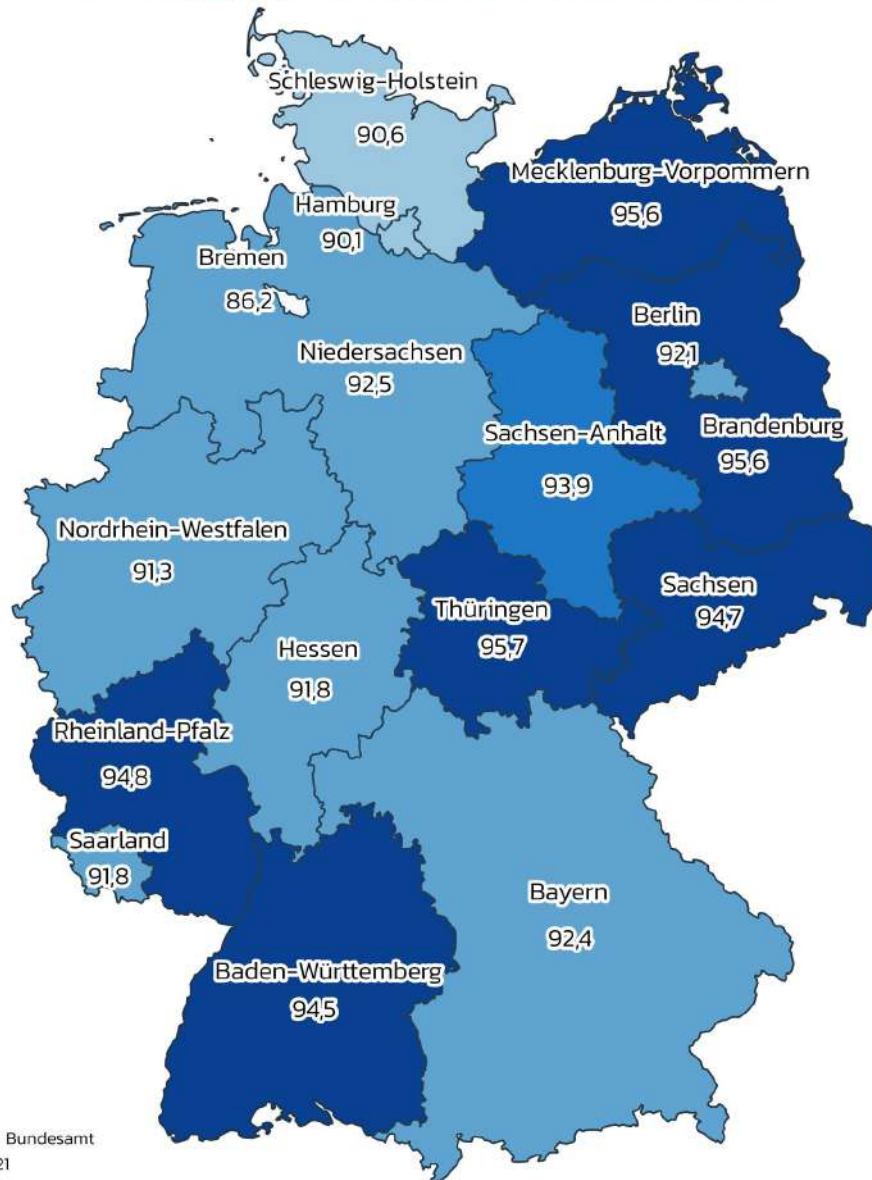 Schleswig-Holstein
90,6
Mecklenburg-Vorpommern
95,6
Hamburg
90,1
Bremen
86,2
Berlin
92,1
Niedersachsen
92,5
Brandenburg
95,6
Sachsen-Anhalt
93,9
Nordrhein-Westfalen
91,3
Sachsen
94,7
Thüringen
95,7
Hessen
91,8
Rheinland-Pfalz
94,8
Saarland
91,8
Bayern
92,4
Baden-Württemberg
94,5
Bundesamt
21